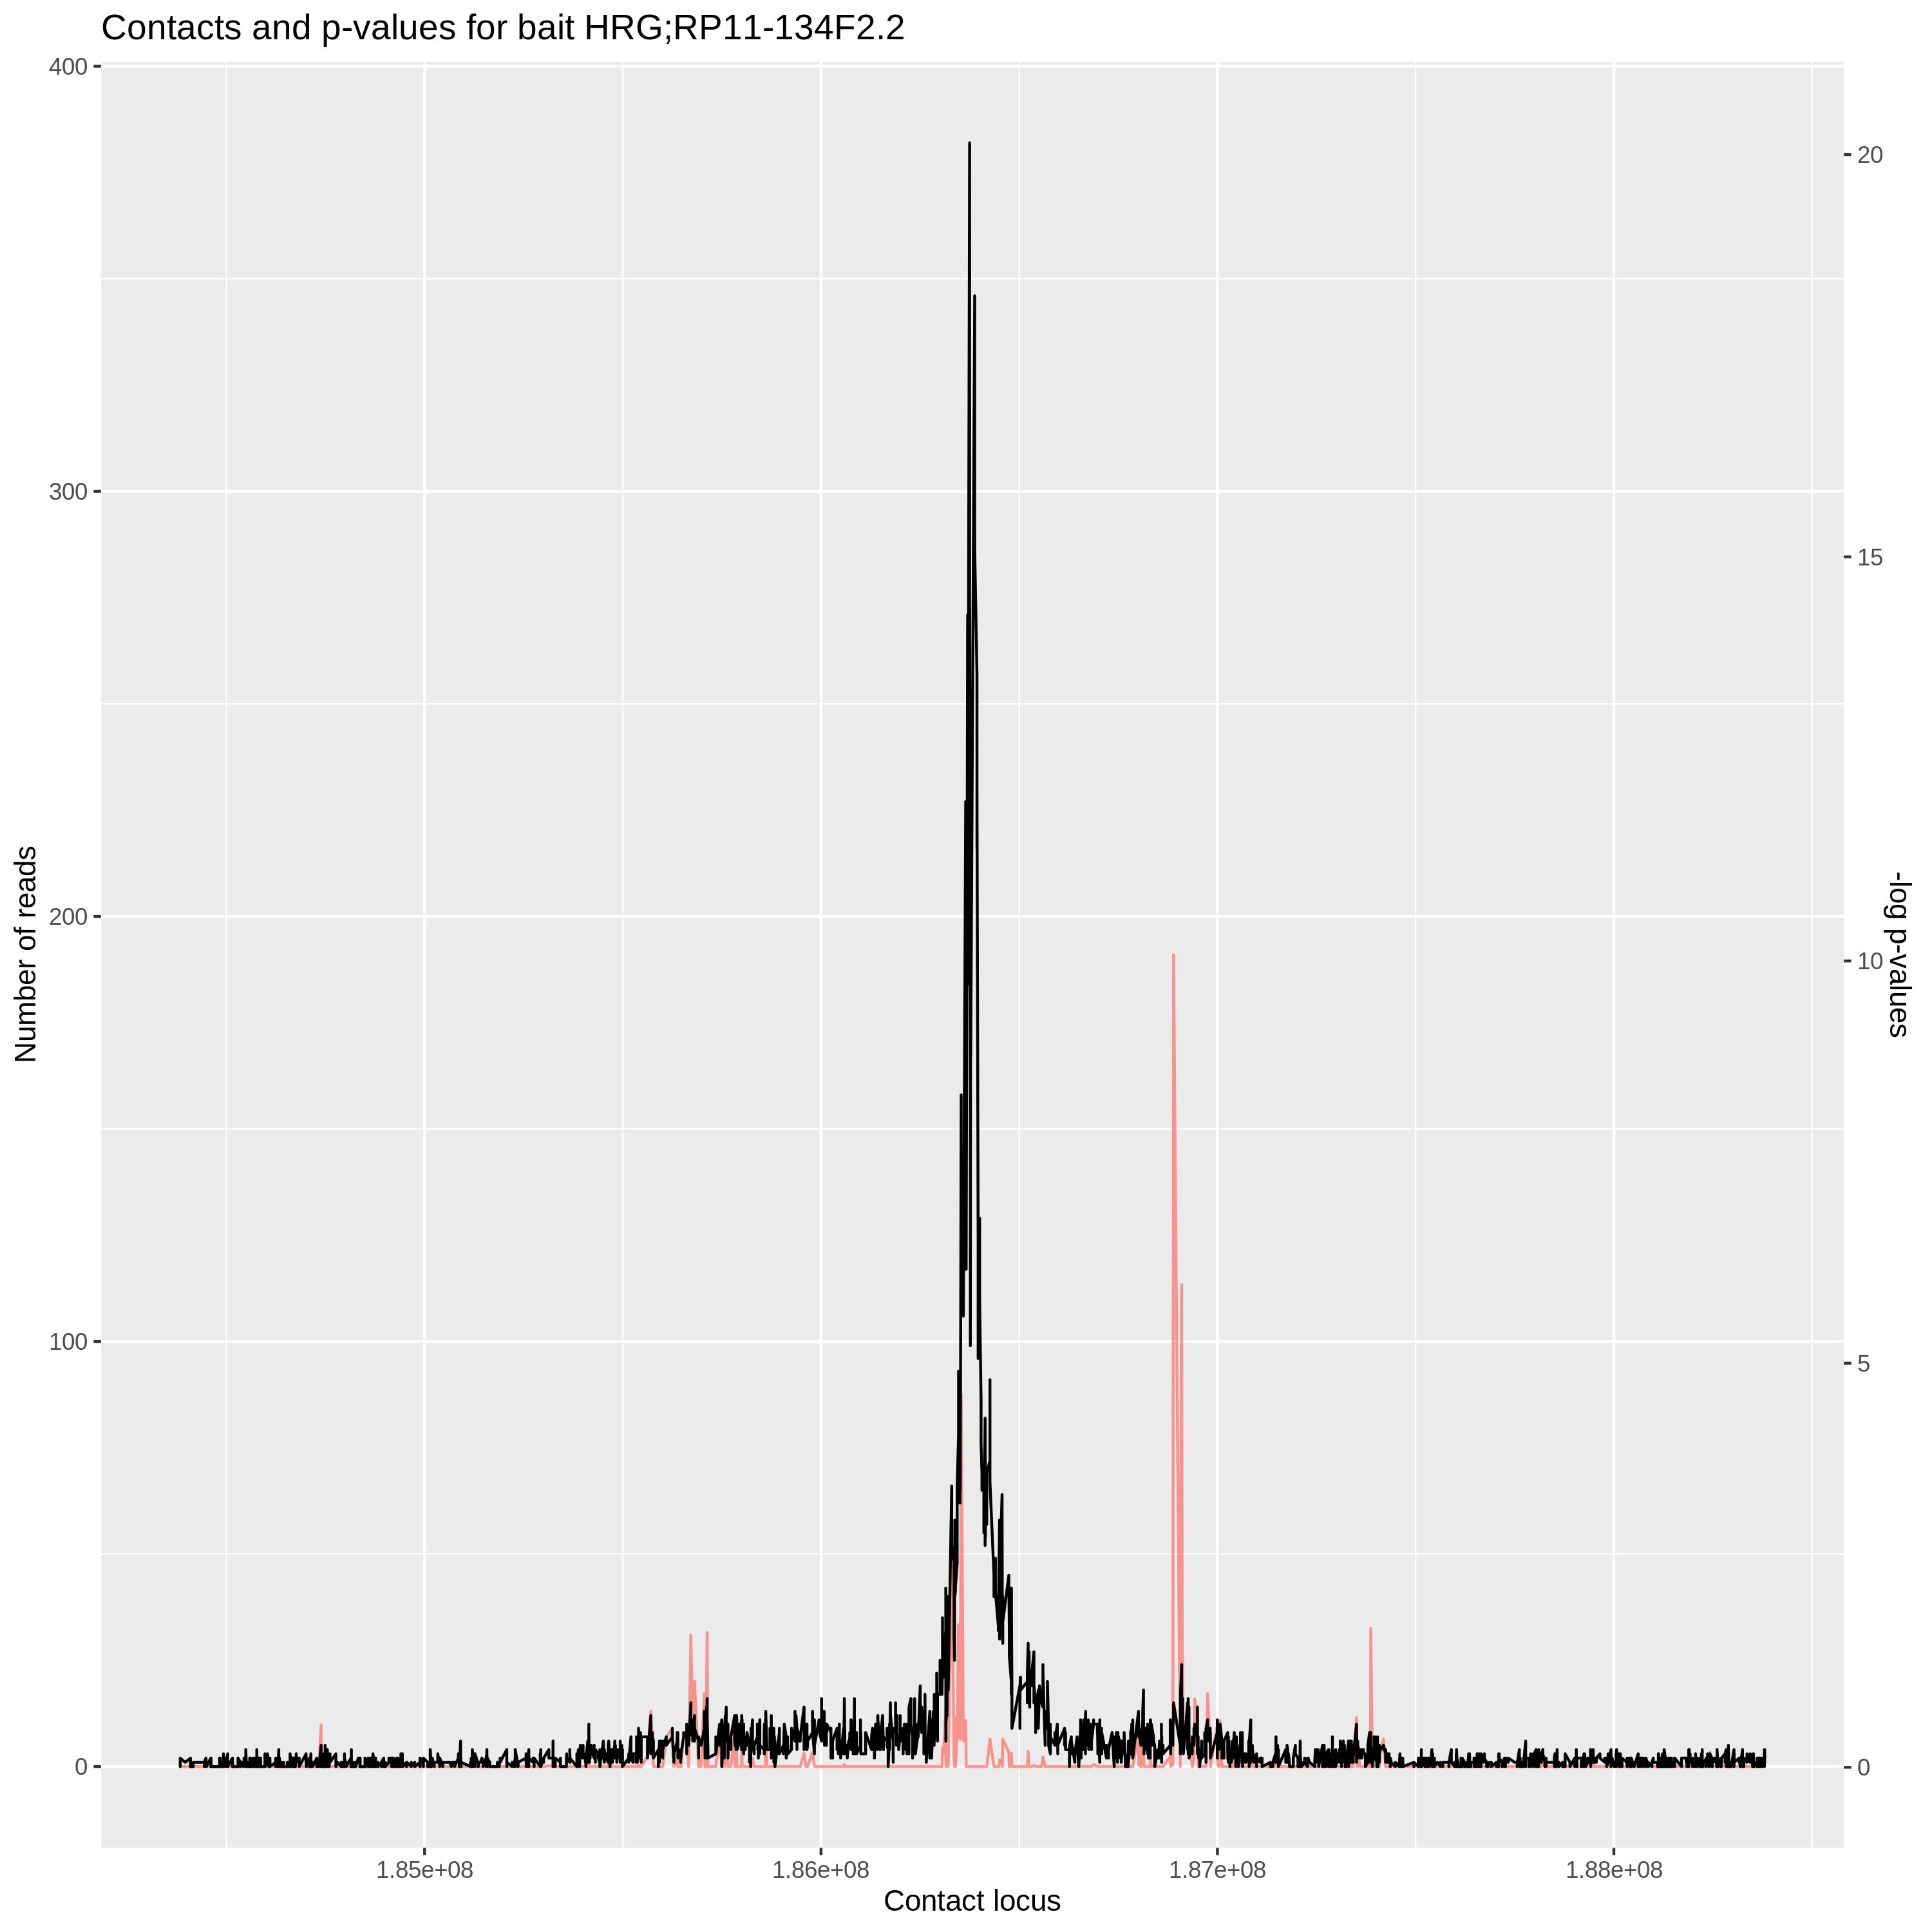 Contacts and p-values for bait HRG;RP11-134F2.2
400
300
200
100
0
Number of reads
20
15
10
5
0
-log p-values
1.85e+08
1.86e+08
1.87e+08
1.88e+08
Contact locus